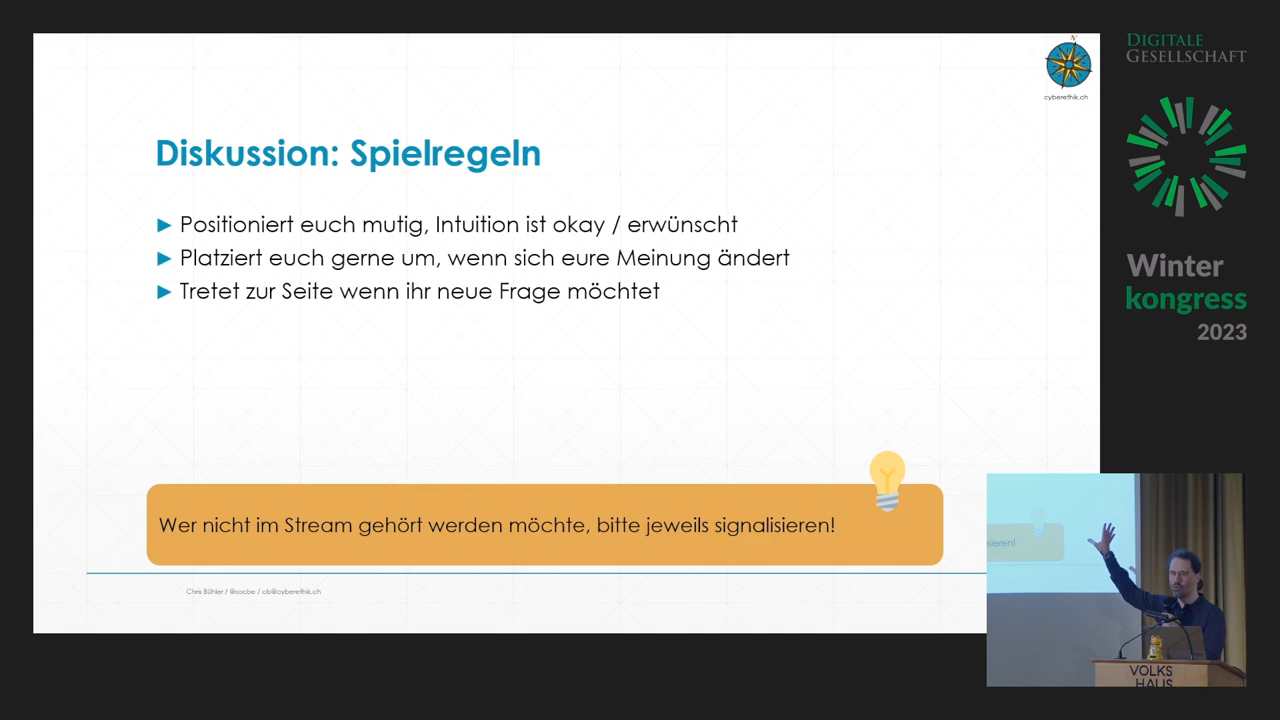 cyberethik.ch
Diskussion: Spielregeln
► Positioniert euch mutig, Intuition ist okay / erwünscht
► Platziert euch gerne um, wenn sich eure Meinung ändert
► Tretet zur Seite wenn ihr neue Frage möchtet
Wer nicht im Stream gehört werden möchte, bitte jeweils signalisieren!
Chris Bühler / @socbe / cb@cyberethik.ch
DIGITALE
GESELLSCHAFT
Winter
kongress
2023
sieren!
VOLKS
HAUS